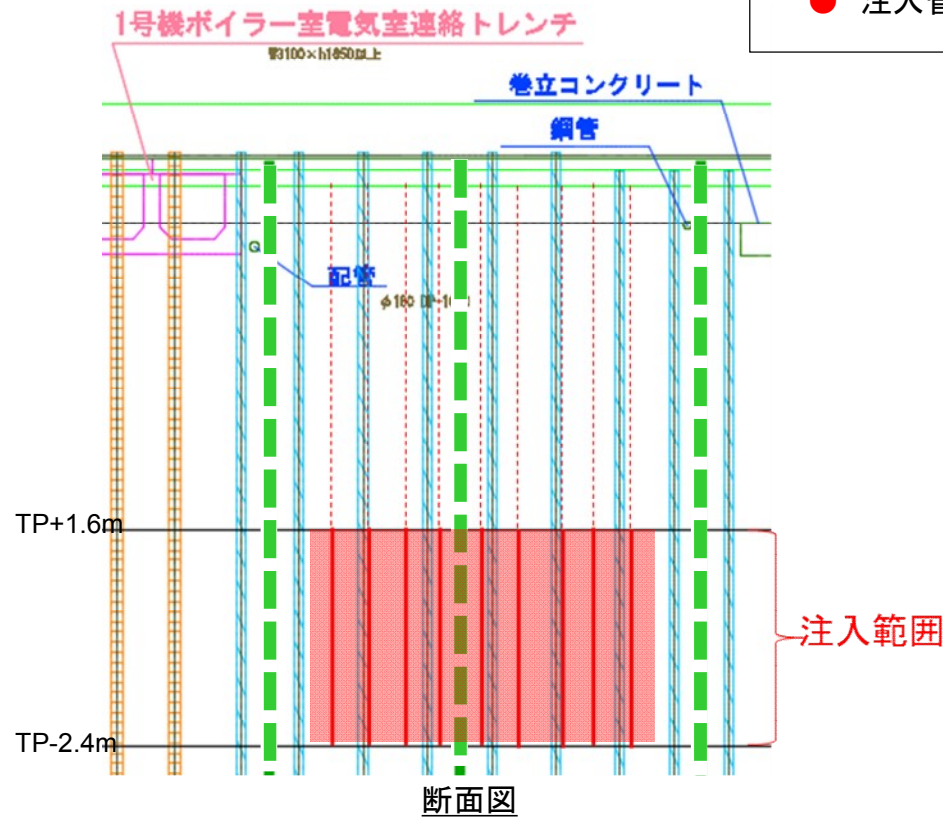 ● 注入管
1号機ボイラー室電気室連絡トレンチ
巻立コンクリート
鋼管
配管
TP+1.6m
注入範囲
TP-2.4m
断面図